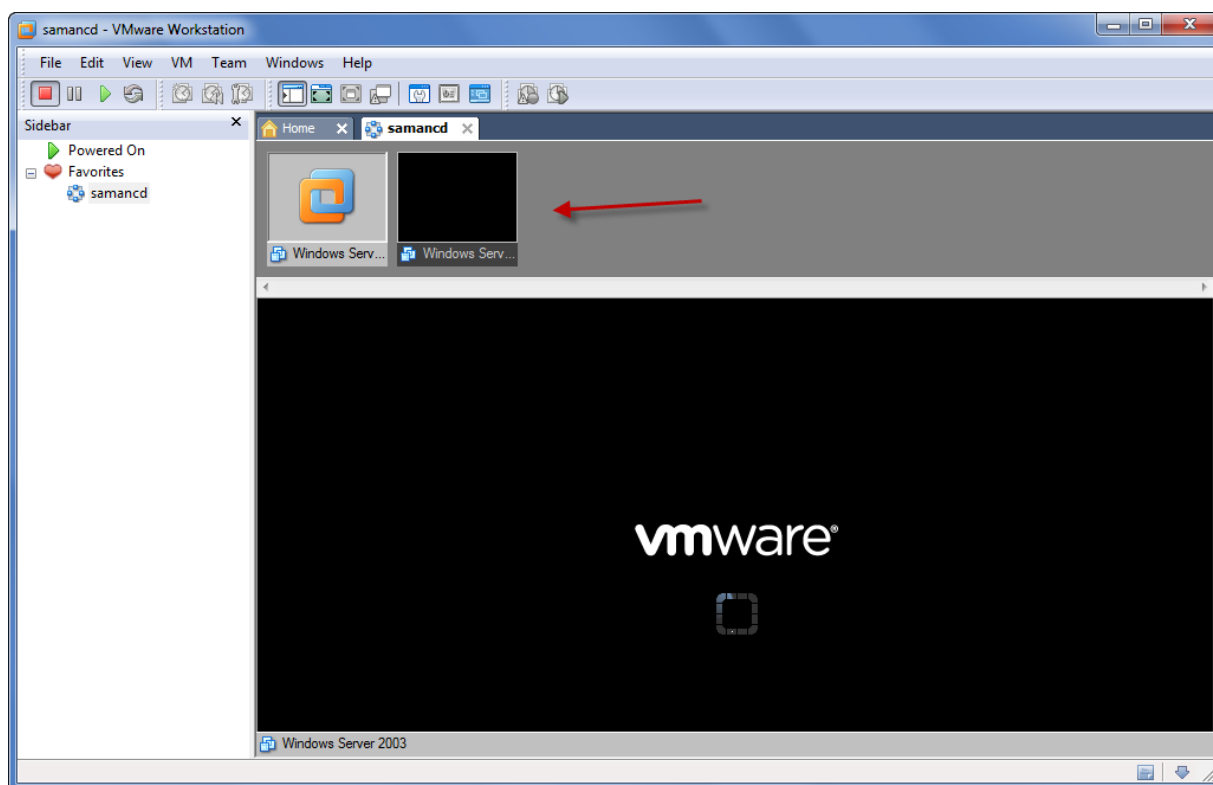 samancd - VMware Workstation
File Edit View VM Team Windows Help
Sidebar
Home samancd
Powered On
Favorites
samancd
Windows Serv... Windows Serv...
vmware®
Windows Server 2003